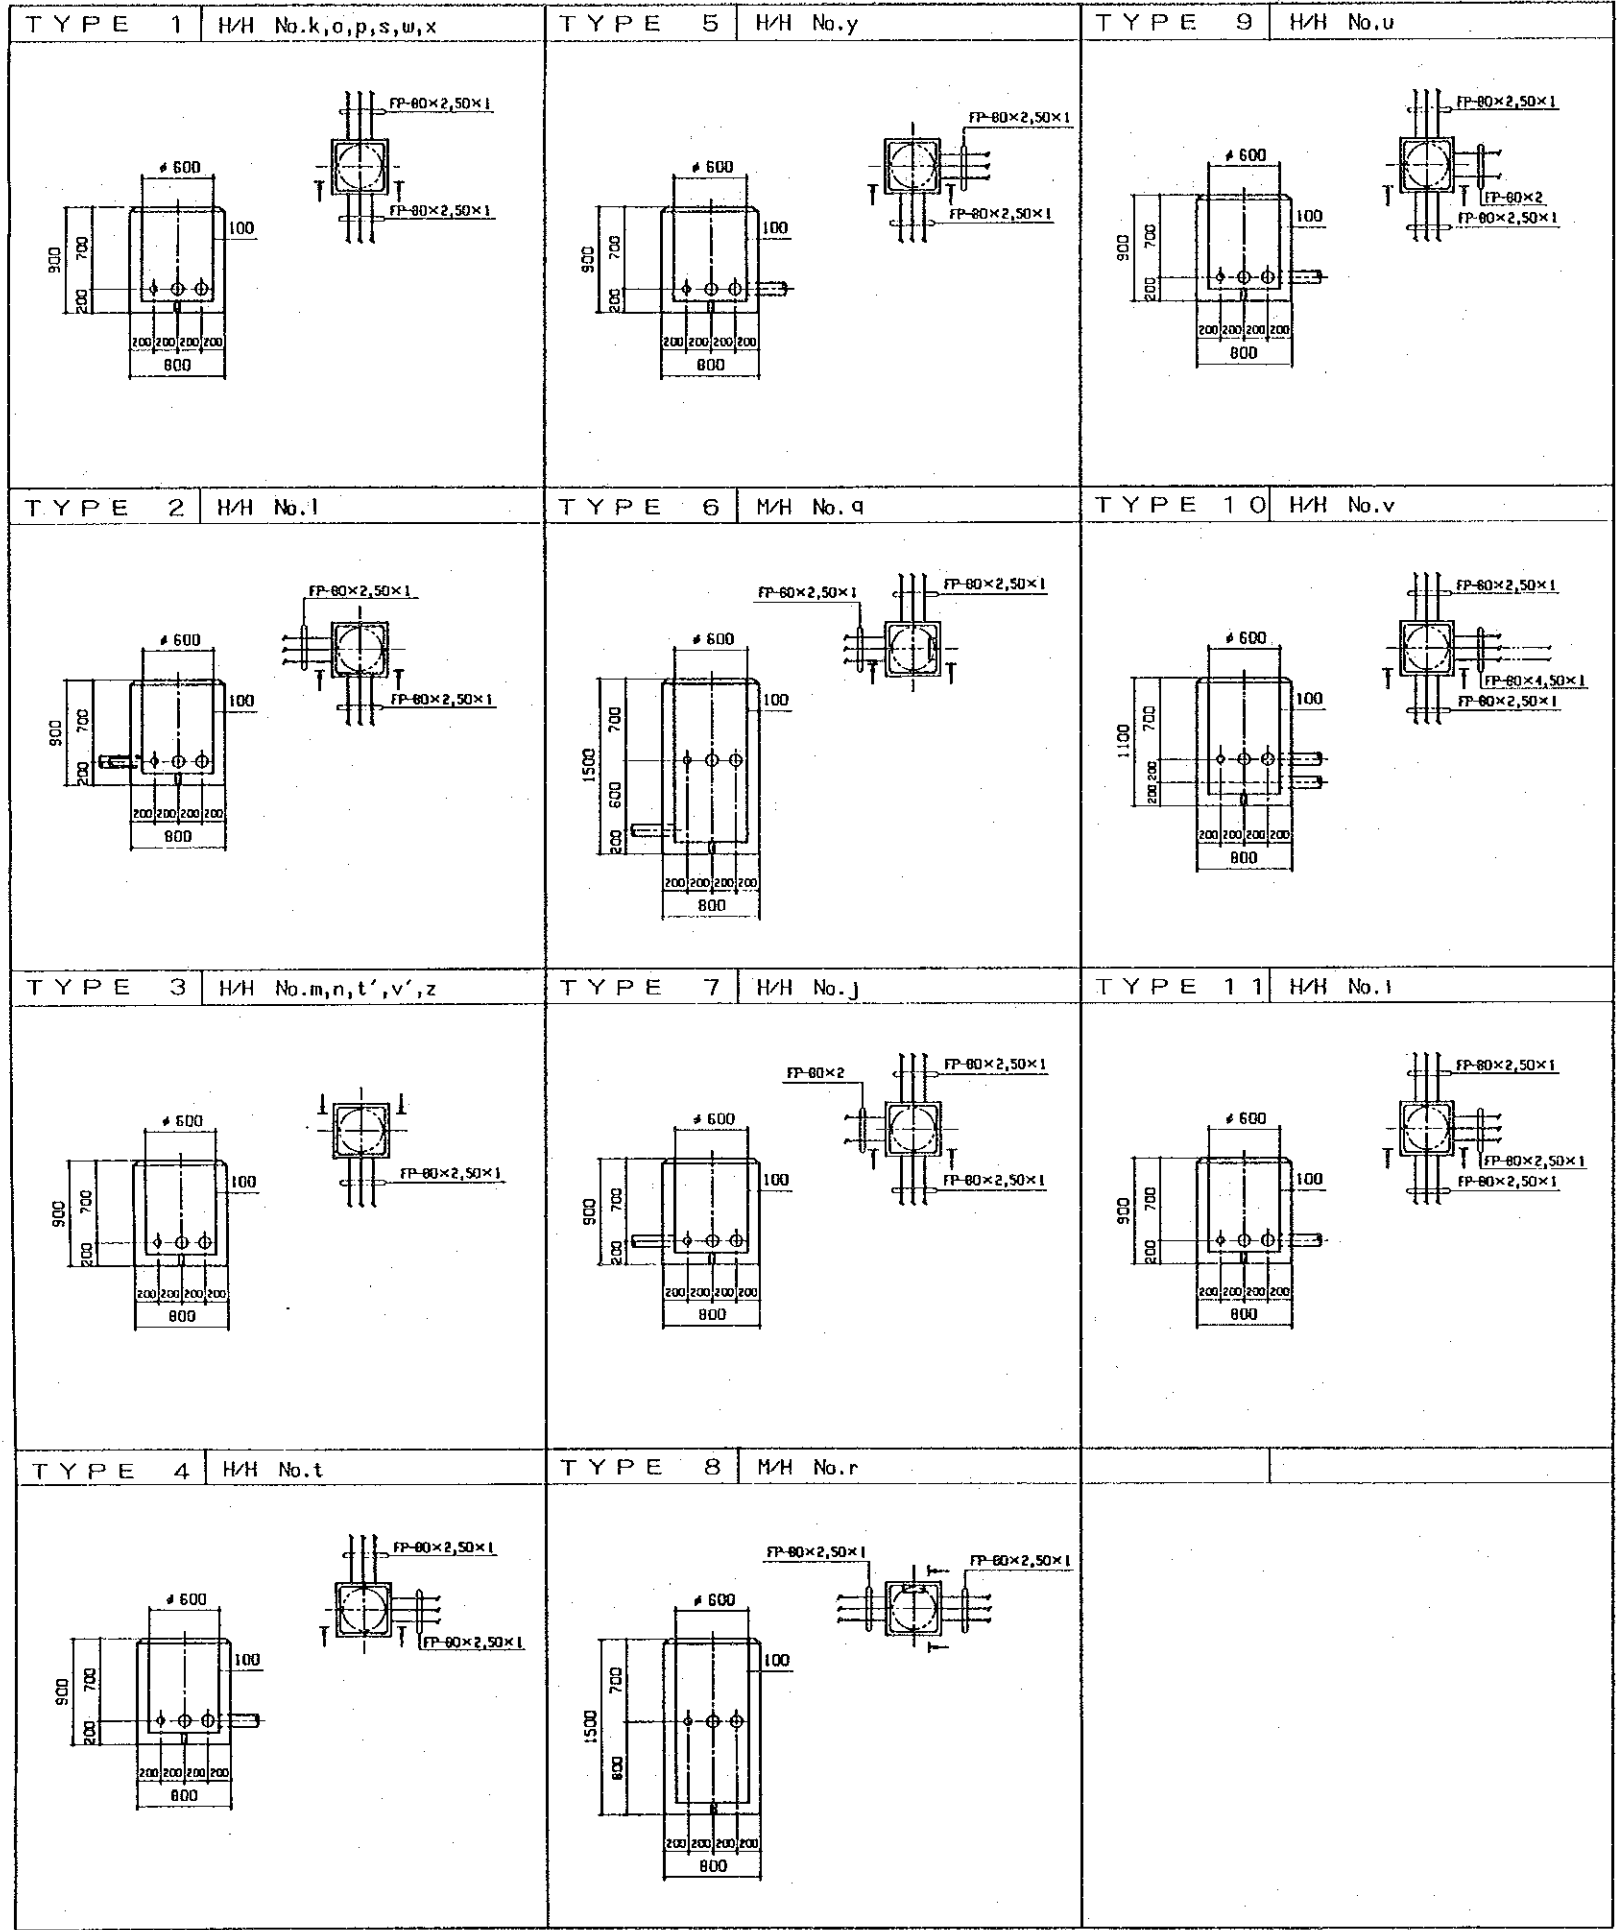 TYPE 1 H/H No.k,o,p,s,w,x
FP-80×2,50×1
φ600
FP-80×2,50×1
100
900
700
200
200 200 200 200
800
TYPE 2 H/H No.l
FP-80×2,50×1
φ600
FP-80×2,50×1
100
900
700
200
200 200 200 200
800
TYPE 3 H/H No.m,n,t′,v′,z
φ600
FP-80×2,50×1
100
900
700
200
200 200 200 200
800
TYPE 4 H/H No.t
FP-80×2,50×1
φ600
FP-80×2,50×1
100
900
700
200
200 200 200 200
800
TYPE 5 H/H No.y
FP-80×2,50×1
φ600
FP-80×2,50×1
100
900
700
200
200 200 200 200
800
TYPE 6 M/H No.q
FP-80×2,50×1
FP-80×2,50×1
φ600
100
1500
700
600
200
200 200 200 200
800
TYPE 7 H/H No.j
FP-80×2,50×1
FP-80×2
φ600
FP-80×2,50×1
100
900
700
200
200 200 200 200
800
TYPE 8 M/H No.r
FP-80×2,50×1
FP-80×2,50×1
φ600
100
1500
700
800
200 200 200 200
800
TYPE 9 H/H No.u
FP-80×2,50×1
φ600
FP-80×2
FP-80×2,50×1
100
900
700
200
200 200 200 200
800
TYPE 10 H/H No.v
FP-80×2,50×1
φ600
FP-80×4,50×1
FP-80×2,50×1
100
1100
700
200
200
200 200 200 200
800
TYPE 11 H/H No.i
FP-80×2,50×1
φ600
FP-80×2,50×1
FP-80×2,50×1
100
900
700
200
200 200 200 200
800